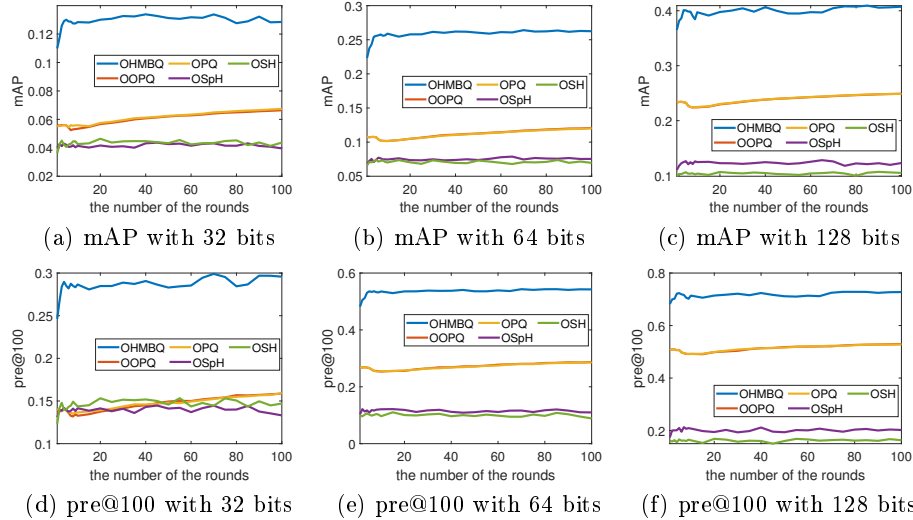 0.12
0.1
0.08
0.06
0.04
0.02
mAP
OHMBQ OPQ OSH
OOPQ OSpH
20 40 60 80 100
the number of the rounds
(a) mAP with 32 bits
0.3
0.25
0.2
0.15
0.1
0.05
mAP
OHMBQ OPQ OSH
OOPQ OSpH
20 40 60 80 100
the number of the rounds
(b) mAP with 64 bits
0.4
0.3
0.2
0.1
mAP
OHMBQ OPQ OSH
OOPQ OSpH
20 40 60 80 100
the number of the rounds
(c) mAP with 128 bits
0.3
0.25
0.2
0.15
0.1
pre@100
OHMBQ OPQ OSH
OOPQ OSpH
20 40 60 80 100
the number of the rounds
(d) pre@100 with 32 bits
0.6
0.4
0.2
0
pre@100
OHMBQ OPQ OSH
OOPQ OSpH
20 40 60 80 100
the number of the rounds
(e) pre@100 with 64 bits
0.8
0.6
0.4
0.2
pre@100
OHMBQ OPQ OSH
OOPQ OSpH
20 40 60 80 100
the number of the rounds
(f) pre@100 with 128 bits